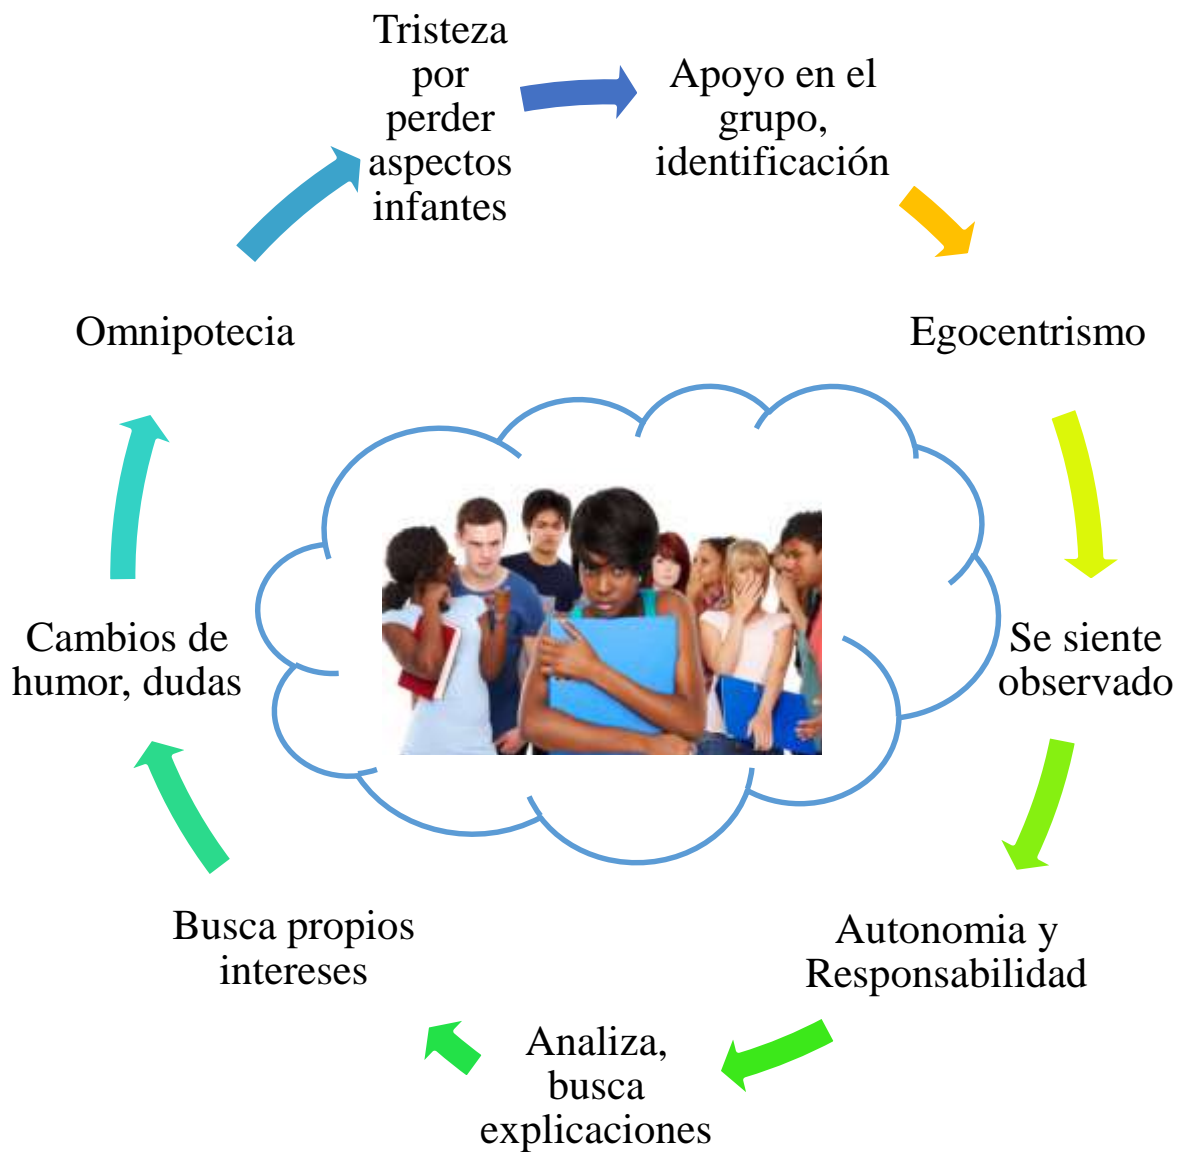 Tristeza
por
perder
aspectos
infantes
Apoyo en el
grupo,
identificación
Egocentrismo
Se siente
observado
Autonomia y
Responsabilidad
Analiza,
busca
explicaciones
Busca propios
intereses
Cambios de
humor, dudas
Omnipotecia